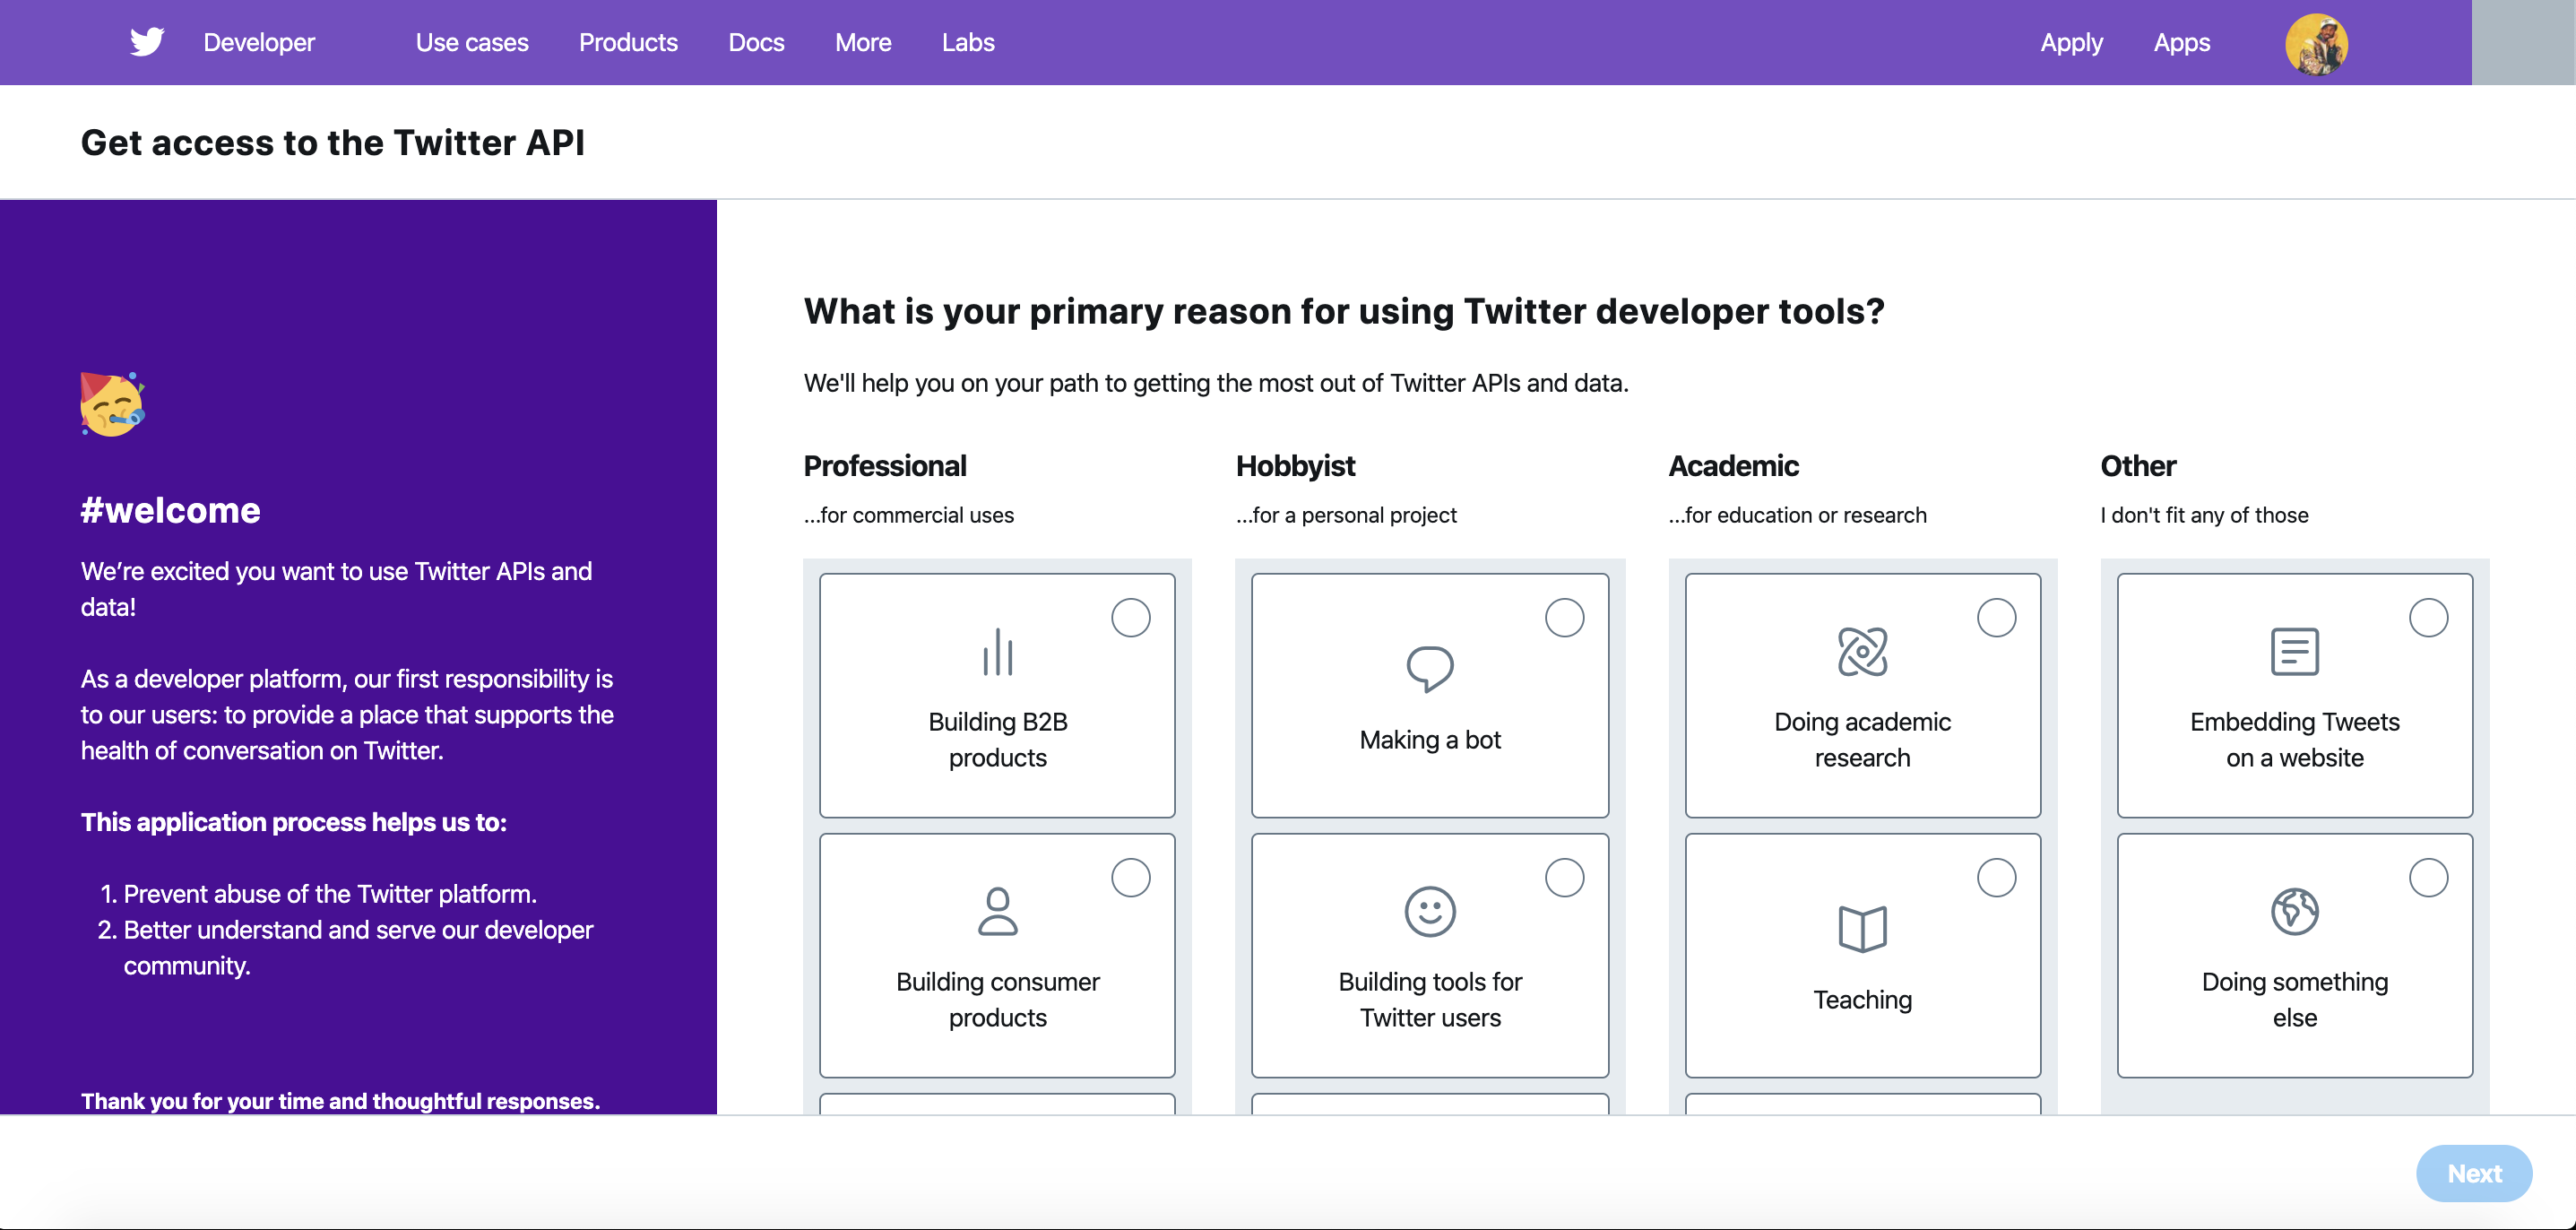 Developer Use cases Products Docs More Labs Apply Apps
Get access to the Twitter API
#welcome
We’re excited you want to use Twitter APIs and
data!
As a developer platform, our first responsibility is
to our users: to provide a place that supports the
health of conversation on Twitter.
This application process helps us to:
1. Prevent abuse of the Twitter platform.
2. Better understand and serve our developer
community.
Thank you for your time and thoughtful responses.
What is your primary reason for using Twitter developer tools?
We'll help you on your path to getting the most out of Twitter APIs and data.
Professional
...for commercial uses
Building B2B
products
Building consumer
products
Hobbyist
...for a personal project
Making a bot
Building tools for
Twitter users
Academic
...for education or research
Doing academic
research
Teaching
Other
I don't fit any of those
Embedding Tweets
on a website
Doing something
else
Next